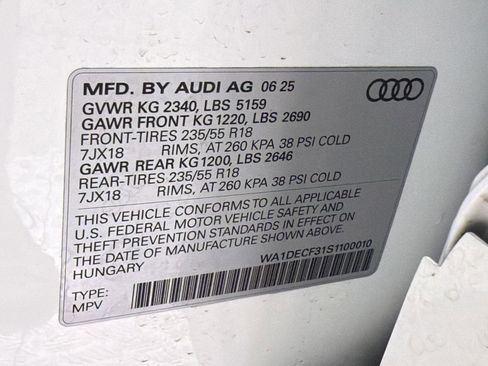 MFD. BY AUDI AG 06 25
GVWR KG 2340, LBS 5159
GAWR FRONT KG 1220, LBS 2690
FRONT-TIRES 235/55 R18
7JX18 RIMS, AT 260 KPA 38 PSI COLD
GAWR REAR KG 1200, LBS 2646
REAR-TIRES 235/55 R18
7JX18 RIMS, AT 260 KPA 38 PSI COLD
THIS VEHICLE CONFORMS TO ALL APPLICABLE
U.S. FEDERAL MOTOR VEHICLE SAFETY AND
THEFT PREVENTION STANDARDS IN EFFECT ON
THE DATE OF MANUFACTURE SHOWN ABOVE.
HUNGARY
WA1DECF31S1100010
TYPE:
MPV